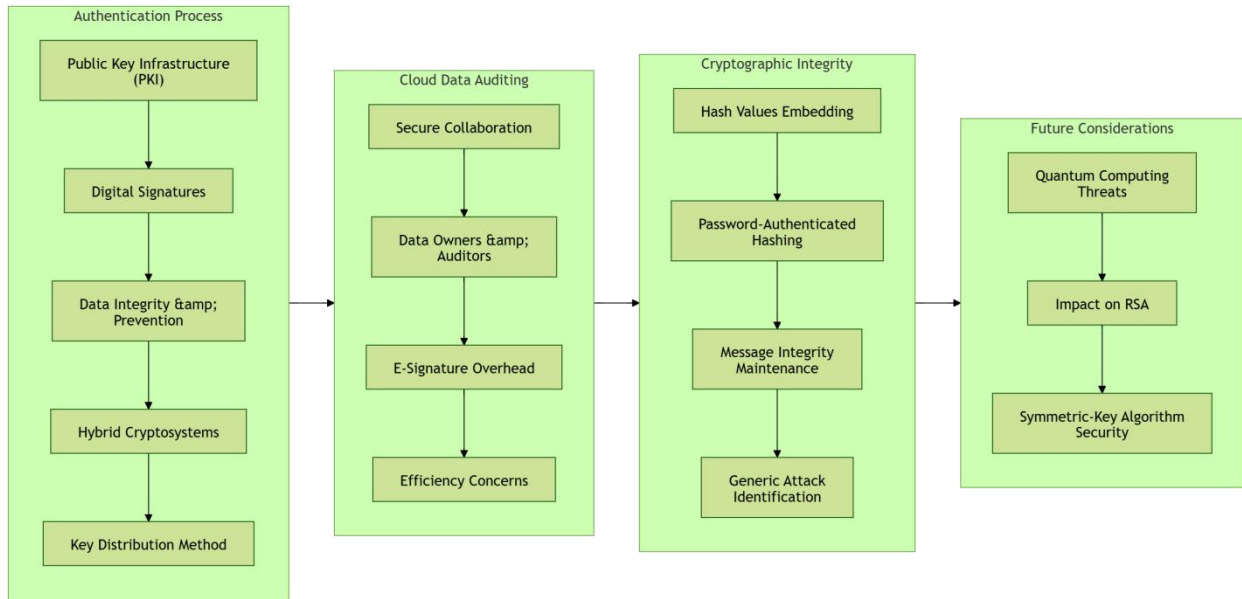 Authentication Process
Public Key Infrastructure
(PKI)
Digital Signatures
Data Integrity &amp;
Prevention
Hybrid Cryptosystems
Key Distribution Method
Cloud Data Auditing
Secure Collaboration
Data Owners &amp;
Auditors
E-Signature Overhead
Efficiency Concerns
Cryptographic Integrity
Hash Values Embedding
Password-Authenticated
Hashing
Message Integrity
Maintenance
Generic Attack
Identification
Future Considerations
Quantum Computing
Threats
Impact on RSA
Symmetric-Key Algorithm
Security